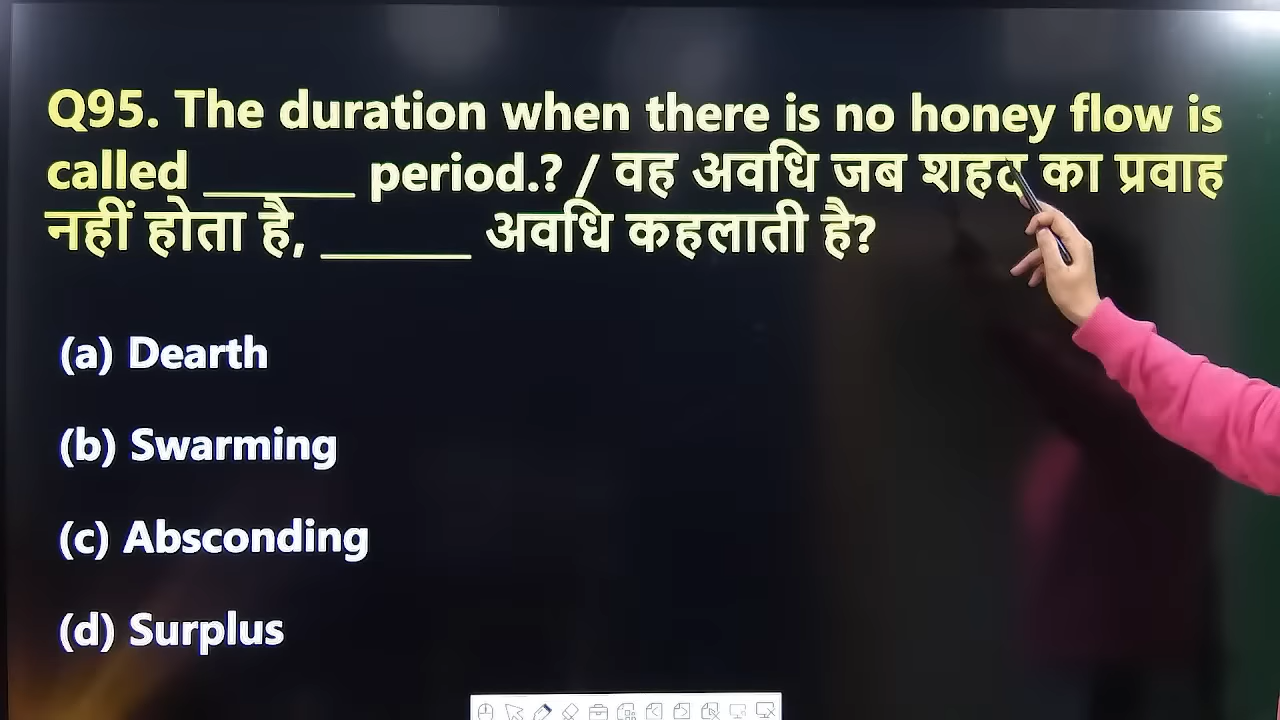 Q95. The duration when there is no honey flow is
called ______ period.? / वह अवधि जब शहद का प्रवाह
नहीं होता है, ______ अवधि कहलाती है?
(a) Dearth
(b) Swarming
(c) Absconding
(d) Surplus